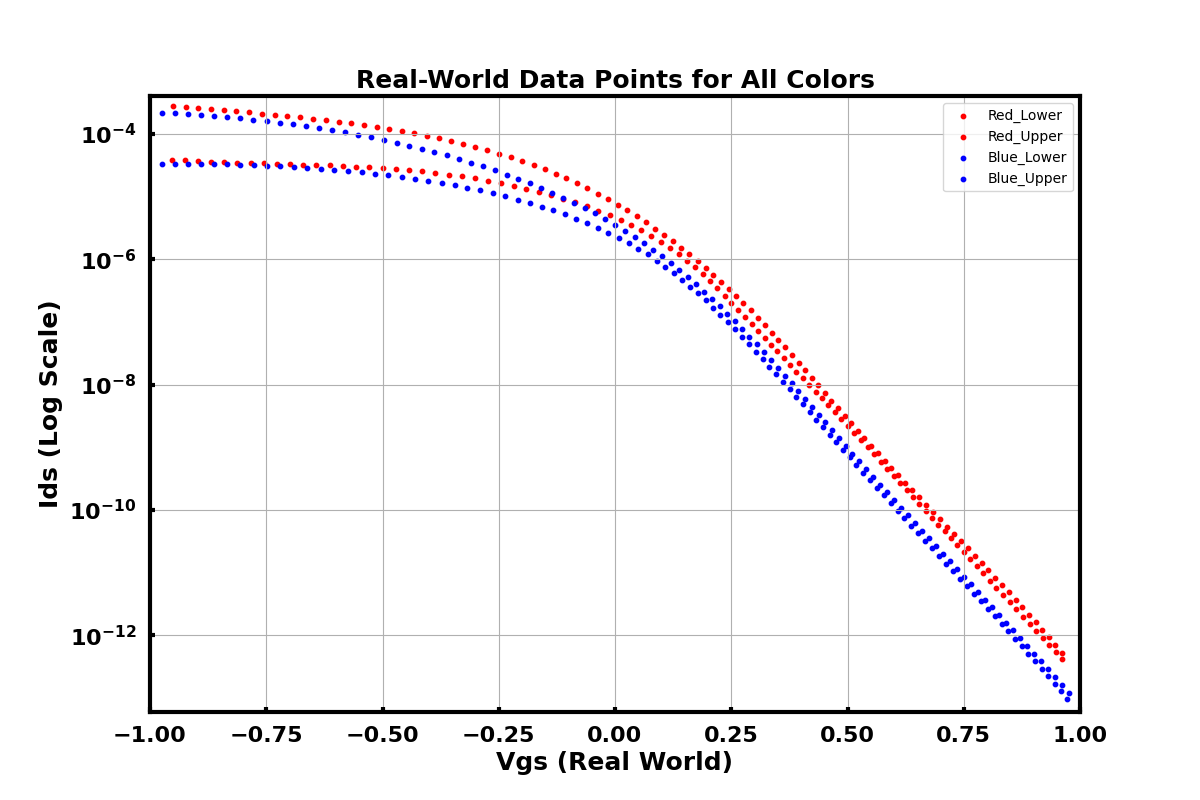 Real-World Data Points for All Colors
Red_Lower
Red_Upper
Blue_Lower
Blue_Upper
Ids (Log Scale)
10⁻⁴
10⁻⁶
10⁻⁸
10⁻¹⁰
10⁻¹²
−1.00 −0.75 −0.50 −0.25 0.00 0.25 0.50 0.75 1.00
Vgs (Real World)